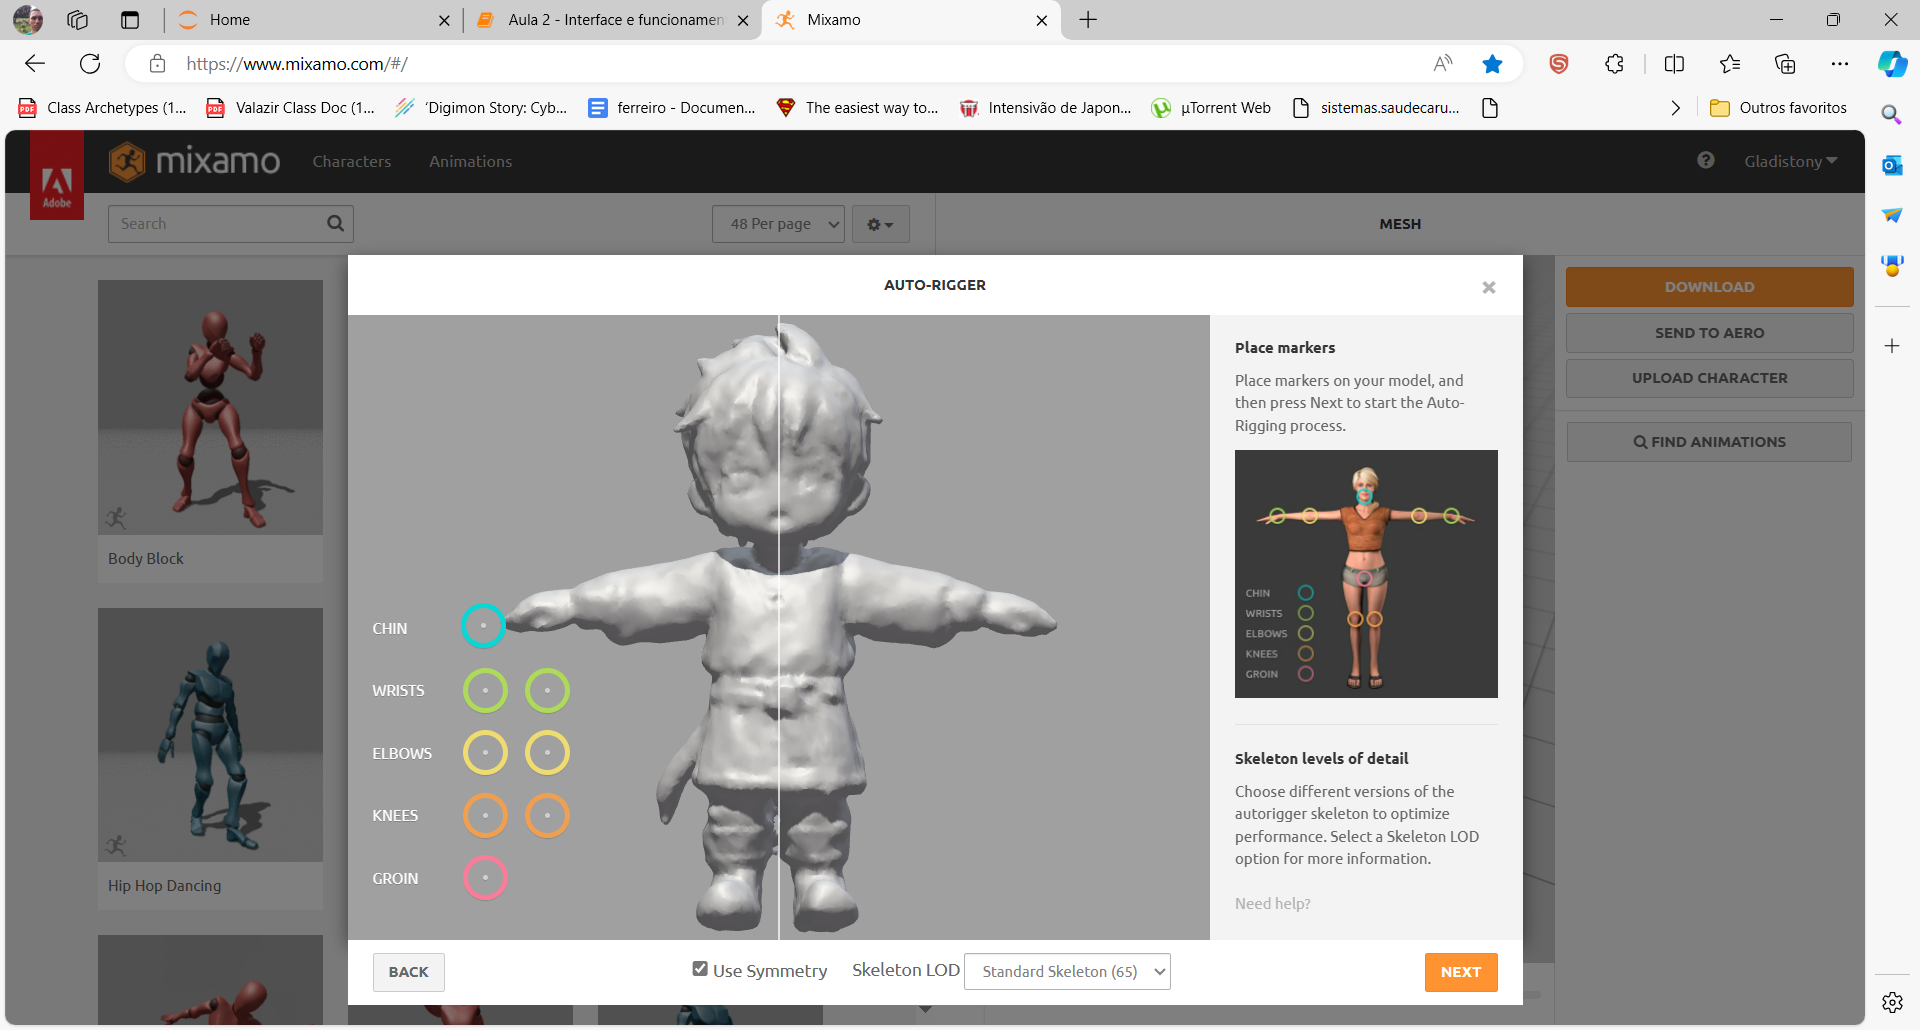 Home
Aula 2 - Interface e funcionamen
Mixamo
https://www.mixamo.com/#/
Class Archetypes (1...
Valazir Class Doc (1...
‘Digimon Story: Cyb...
ferreiro - Documen...
The easiest way to...
Intensivão de Japon...
µTorrent Web
sistemas.saudecaru...
Outros favoritos
Adobe
mixamo
Characters
Animations
Gladistony
Search
48 Per page
MESH
AUTO-RIGGER
DOWNLOAD
SEND TO AERO
UPLOAD CHARACTER
FIND ANIMATIONS
Body Block
Hip Hop Dancing
CHIN
WRISTS
ELBOWS
KNEES
GROIN
Place markers
Place markers on your model, and
then press Next to start the Auto-
Rigging process.
CHIN
WRISTS
ELBOWS
KNEES
GROIN
Skeleton levels of detail
Choose different versions of the
autorigger skeleton to optimize
performance. Select a Skeleton LOD
option for more information.
Need help?
BACK
Use Symmetry
Skeleton LOD
Standard Skeleton (65)
NEXT